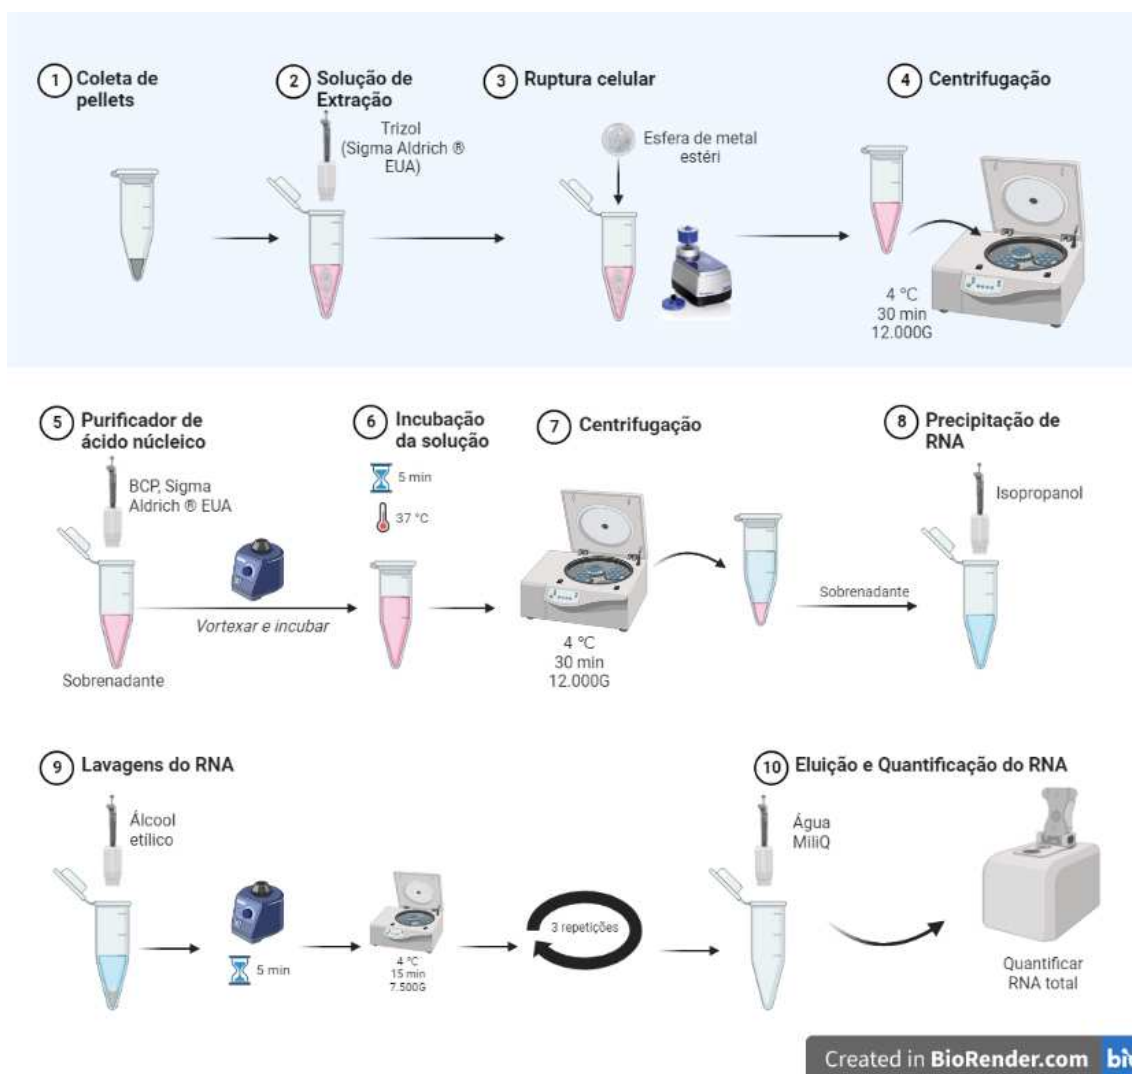 1 Coleta de
pellets
2 Solução de
Extração
Trizol
(Sigma Aldrich ®
EUA)
3 Ruptura celular
Esfera de metal
estéri
4 Centrifugação
4 °C
30 min
12.000G
5 Purificador de
ácido núcleico
BCP, Sigma
Aldrich ® EUA
Vortexar e incubar
Sobrenadante
6 Incubação
da solução
5 min
37 °C
7 Centrifugação
4 °C
30 min
12.000G
Sobrenadante
8 Precipitação de
RNA
Isopropanol
9 Lavagens do RNA
Álcool
etílico
5 min
4 °C
15 min
7.500G
3 repetições
10 Eluição e Quantificação do RNA
Água
MiliQ
Quantificar
RNA total
Created in BioRender.com